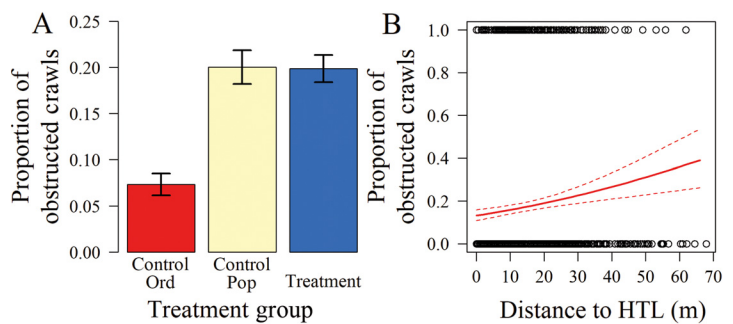 A
Proportion of
obstructed crawls
0.25
0.20
0.15
0.10
0.05
0.00
Control
Ord
Control
Pop
Treatment
Treatment group
B
Proportion of
obstructed crawls
1.0
0.8
0.6
0.4
0.2
0.0
0 10 20 30 40 50 60 70
Distance to HTL (m)